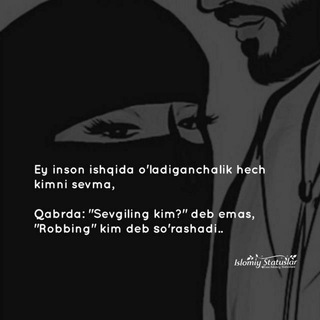 Ey inson ishqida o'ladiganchalik hech
kimni sevma,
Qabrda: "Sevgiling kim?" deb emas,
"Robbing" kim deb so'rashadi..
Islomiy Statuslar